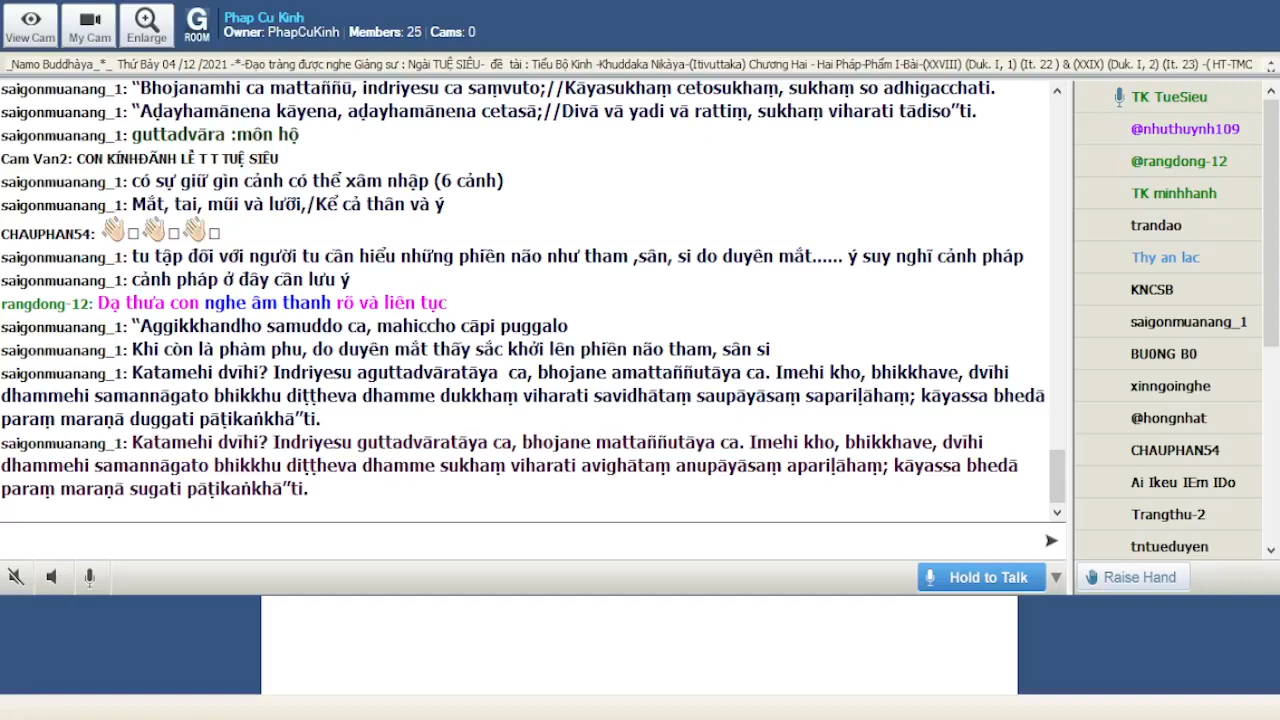 Phap Cu Kinh
Owner: PhapCuKinh | Members: 25 | Cams: 0
View Cam
My Cam
Enlarge
G
ROOM
_Namo Buddhàya_*_ Thứ Bảy 04 /12 /2021 -*-Đạo tràng được nghe Giảng sư : Ngài TUỆ SIÊU- đề tài : Tiểu Bộ Kinh -Khuddaka Nikàya-(Itivuttaka) Chương Hai - Hai Pháp-Phẩm I-Bài-(XXVIII) (Duk. I, 1) (It. 22 ) & (XXIX) (Duk. I, 2) (It. 23) -( HT-TMC
saigonmuanang_1: “Bhojanamhi ca mattaññū, indriyesu ca saṃvuto;//Kāyasukhaṃ cetosukhaṃ, sukhaṃ so adhigacchati.
saigonmuanang_1: “Aḍayhamānena kāyena, aḍayhamānena cetasā;//Divā vā yadi vā rattiṃ, sukhaṃ viharati tādiso”ti.
saigonmuanang_1: guttadvāra :môn hộ
Cam Van2: CON KÍNHĐÃNH LỄ T T TUỆ SIÊU
saigonmuanang_1: có sự giữ gìn cảnh có thể xâm nhập (6 cảnh)
saigonmuanang_1: Mắt, tai, mũi và lưỡi,/Kể cả thân và ý
CHAUPHAN54: 👋🏻□👋🏻□👋🏻□
saigonmuanang_1: tu tập đối với người tu cần hiểu những phiền não như tham ,sân, si do duyên mắt...... ý suy nghĩ cảnh pháp
saigonmuanang_1: cảnh pháp ở đây cần lưu ý
rangdong-12: Dạ thưa con nghe âm thanh rõ và liên tục
saigonmuanang_1: “Aggikkhandho samuddo ca, mahiccho cāpi puggalo
saigonmuanang_1: Khi còn là phàm phu, do duyên mắt thấy sắc khởi lên phiền não tham, sân si
saigonmuanang_1: Katamehi dvīhi? Indriyesu aguttadvāratāya ca, bhojane amattaññutāya ca. Imehi kho, bhikkhave, dvīhi
dhammehi samannāgato bhikkhu diṭṭheva dhamme dukkhaṃ viharati savidhātaṃ saupāyāsaṃ sapariḷāhaṃ; kāyassa bhedā
paraṃ maraṇā duggati pāṭikaṅkhā”ti.
saigonmuanang_1: Katamehi dvīhi? Indriyesu guttadvāratāya ca, bhojane mattaññutāya ca. Imehi kho, bhikkhave, dvīhi
dhammehi samannāgato bhikkhu diṭṭheva dhamme sukhaṃ viharati avighātaṃ anupāyāsaṃ apariḷāhaṃ; kāyassa bhedā
paraṃ maraṇā sugati pāṭikaṅkhā”ti.
Hold to Talk
TK TueSieu
@nhuthuynh109
@rangdong-12
TK minhhanh
trandao
Thy an lac
KNCSB
saigonmuanang_1
BU0NG B0
xinngoinghe
@hongnhat
CHAUPHAN54
Ai Ikeu IEm IDo
Trangthu-2
tntueduyen
Raise Hand